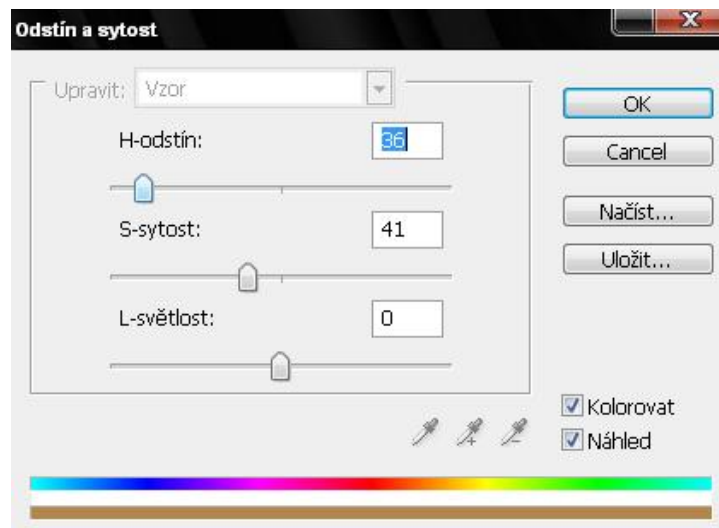 Odstín a sytost
Upravit: Vzor
H-odstín: 36
S-sytost: 41
L-světlost: 0
OK
Cancel
Načíst...
Uložit...
Kolorovat
Náhled